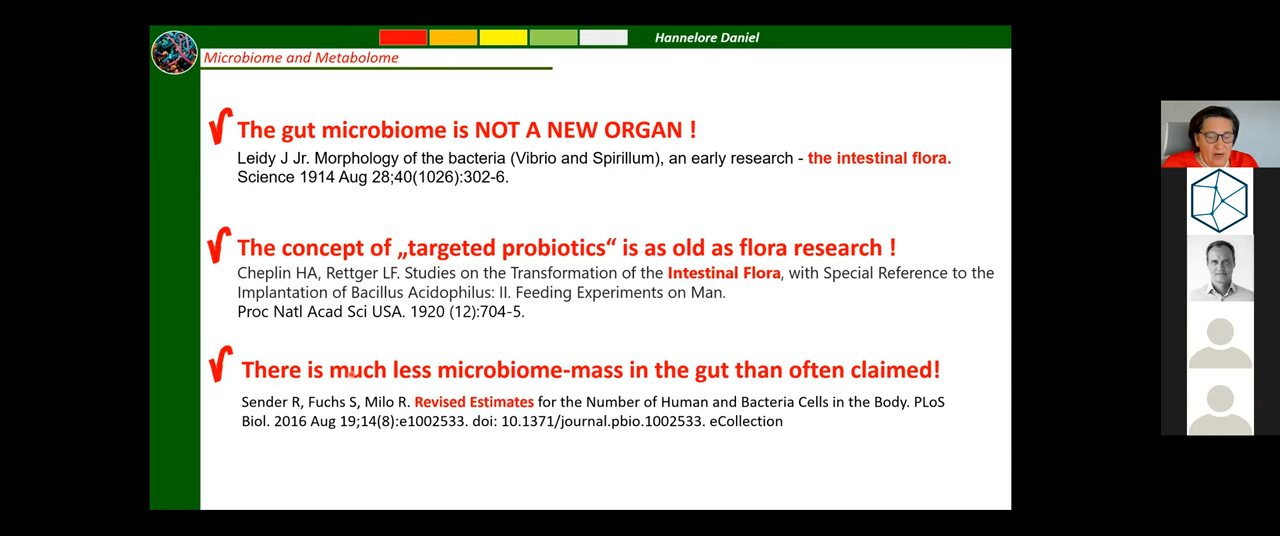 Hannelore Daniel
Microbiome and Metabolome
The gut microbiome is NOT A NEW ORGAN !
Leidy J Jr. Morphology of the bacteria (Vibrio and Spirillum), an early research - the intestinal flora.
Science 1914 Aug 28;40(1026):302-6.
The concept of „targeted probiotics“ is as old as flora research !
Cheplin HA, Rettger LF. Studies on the Transformation of the Intestinal Flora, with Special Reference to the
Implantation of Bacillus Acidophilus: II. Feeding Experiments on Man.
Proc Natl Acad Sci USA. 1920 (12):704-5.
There is much less microbiome-mass in the gut than often claimed!
Sender R, Fuchs S, Milo R. Revised Estimates for the Number of Human and Bacteria Cells in the Body. PLoS
Biol. 2016 Aug 19;14(8):e1002533. doi: 10.1371/journal.pbio.1002533. eCollection